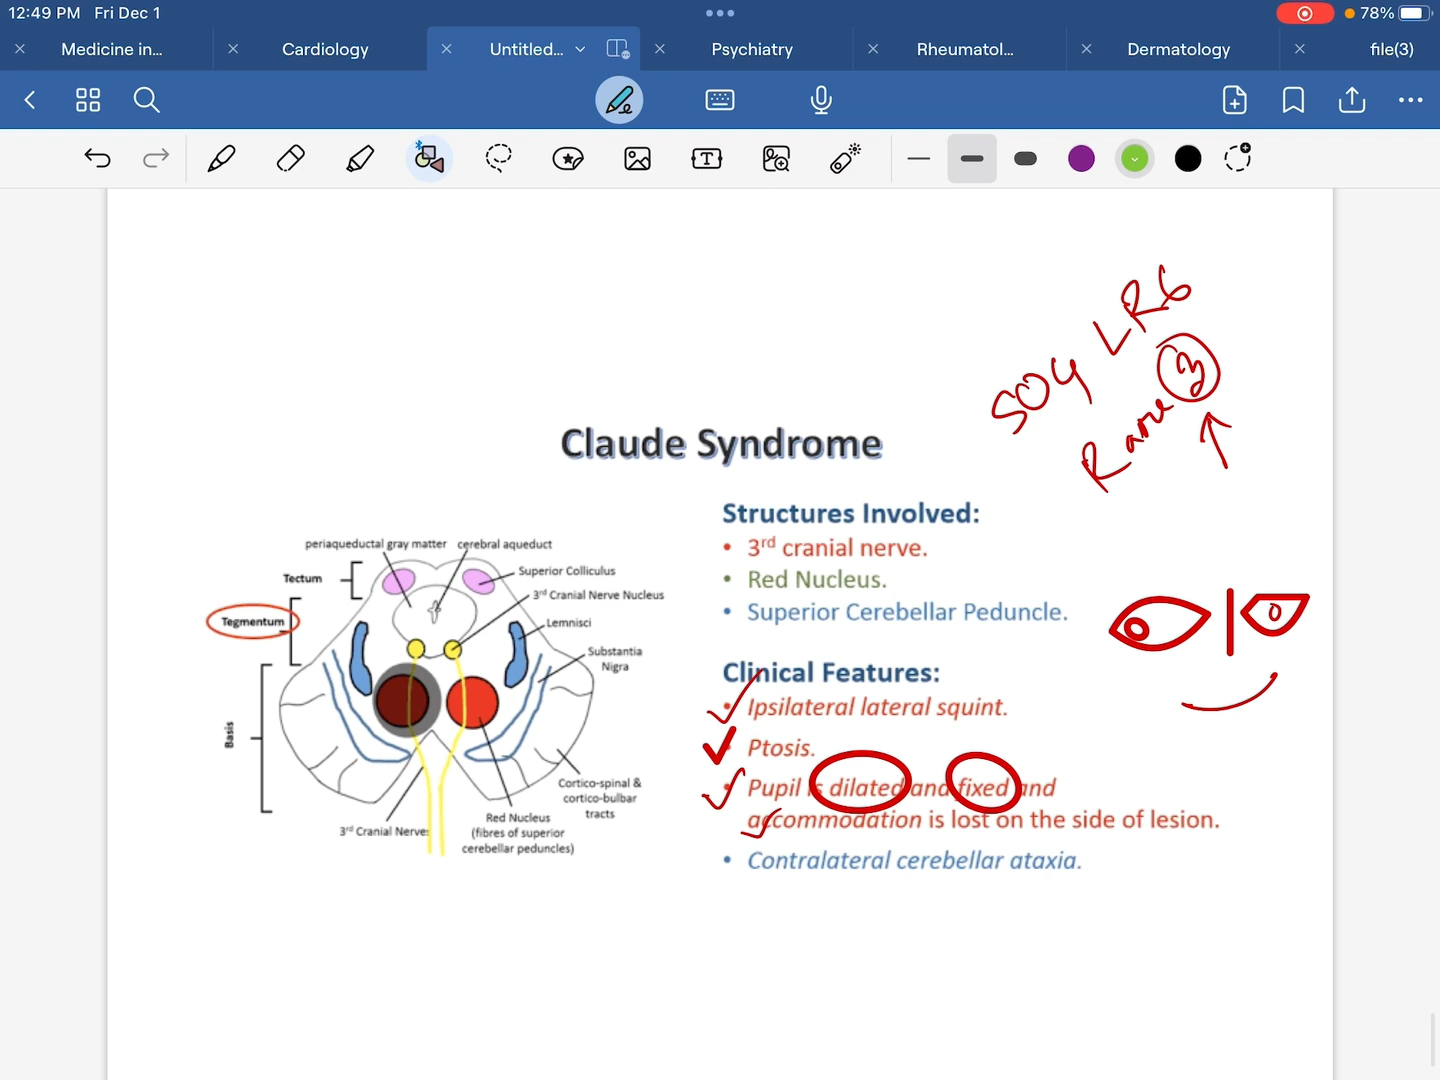 12:49 PM Fri Dec 1
78%
Medicine in...
Cardiology
Untitled...
Psychiatry
Rheumatol...
Dermatology
file(3)
SO4 LR6
Rane 3
Claude Syndrome
periaqueductal gray matter
cerebral aqueduct
Tectum
Superior Colliculus
3rd Cranial Nerve Nucleus
Tegmentum
Lemnisci
Substantia
Nigra
Basis
Cortico-spinal &
cortico-bulbar
tracts
3rd Cranial Nerves
Red Nucleus
(fibres of superior
cerebellar peduncles)
Structures Involved:
• 3rd cranial nerve.
• Red Nucleus.
• Superior Cerebellar Peduncle.
Clinical Features:
• Ipsilateral lateral squint.
• Ptosis.
• Pupil is dilated and fixed and
accommodation is lost on the side of lesion.
• Contralateral cerebellar ataxia.